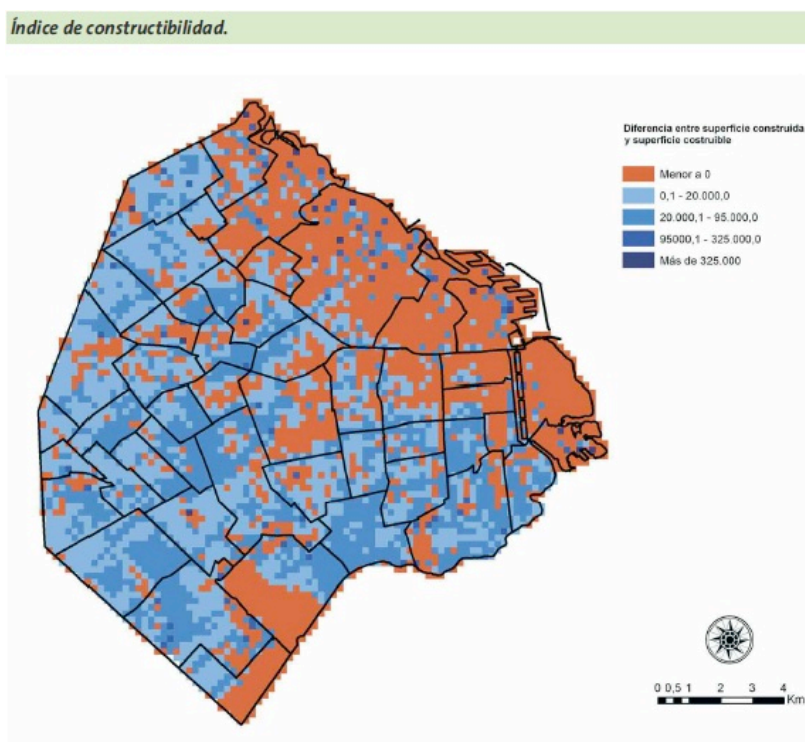 Índice de constructibilidad.
Diferencia entre superficie construida
y superficie costruible
Menor a 0
0,1 - 20.000,0
20.000,1 - 95.000,0
95000,1 - 325.000,0
Más de 325.000
0 0,5 1 2 3 4
Km